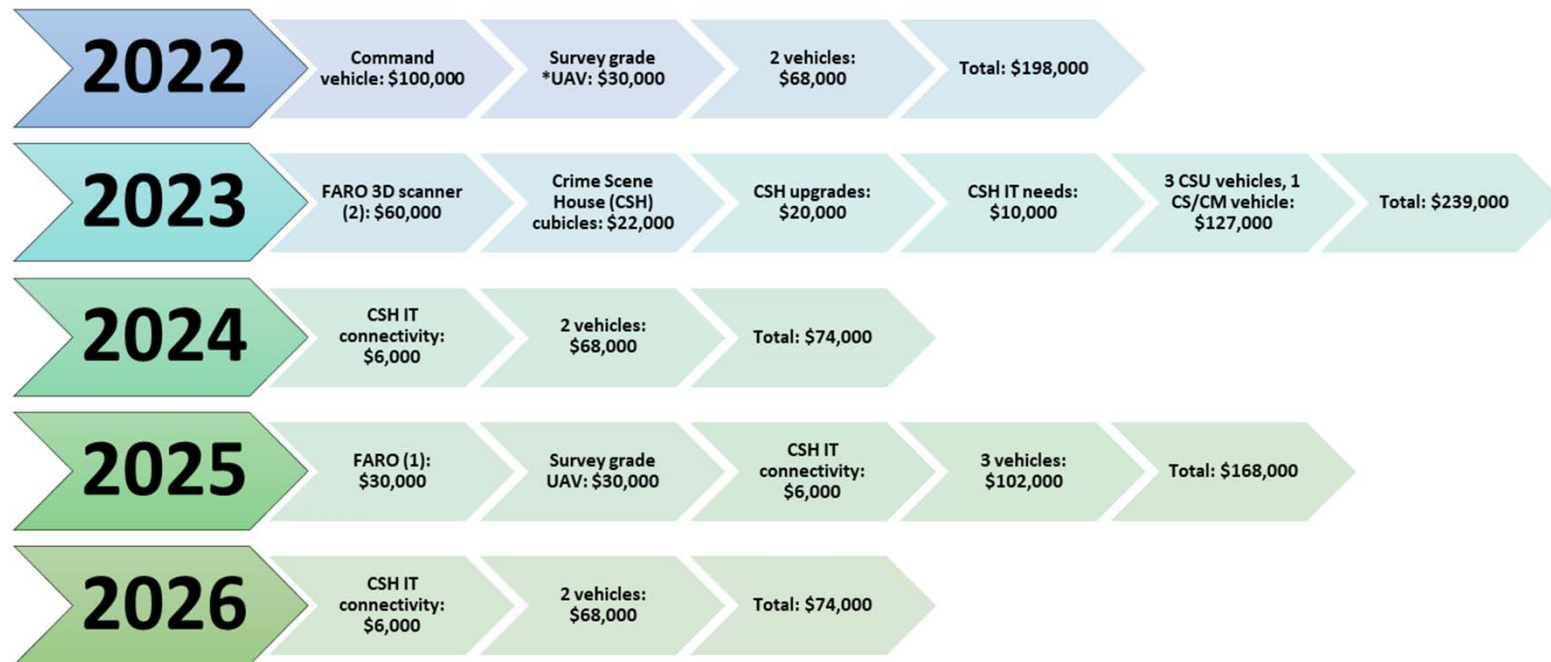 2022
Command
vehicle: $100,000
Survey grade
*UAV: $30,000
2 vehicles:
$68,000
Total: $198,000
2023
FARO 3D scanner
(2): $60,000
Crime Scene
House (CSH)
cubicles: $22,000
CSH upgrades:
$20,000
CSH IT needs:
$10,000
3 CSU vehicles, 1
CS/CM vehicle:
$127,000
Total: $239,000
2024
CSH IT
connectivity:
$6,000
2 vehicles:
$68,000
Total: $74,000
2025
FARO (1):
$30,000
Survey grade
UAV: $30,000
CSH IT
connectivity:
$6,000
3 vehicles:
$102,000
Total: $168,000
2026
CSH IT
connectivity:
$6,000
2 vehicles:
$68,000
Total: $74,000